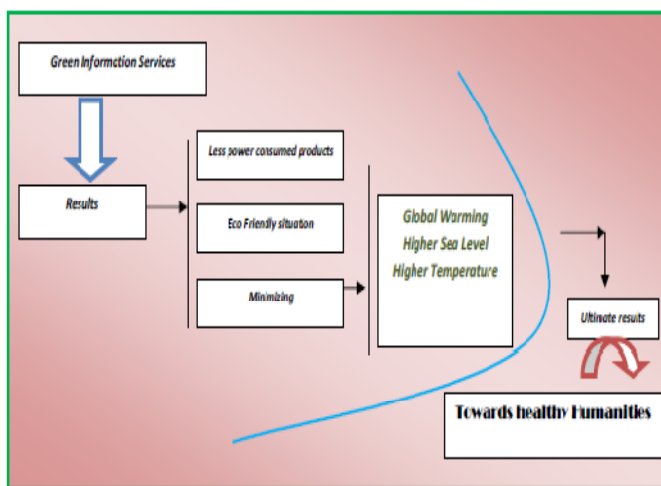 Green Information Services
Less power consumed products
Results
Eco Friendly situation
Minimizing
Global Warming
Higher Sea Level
Higher Temperature
Ultimate results
Towards healthy Humanities